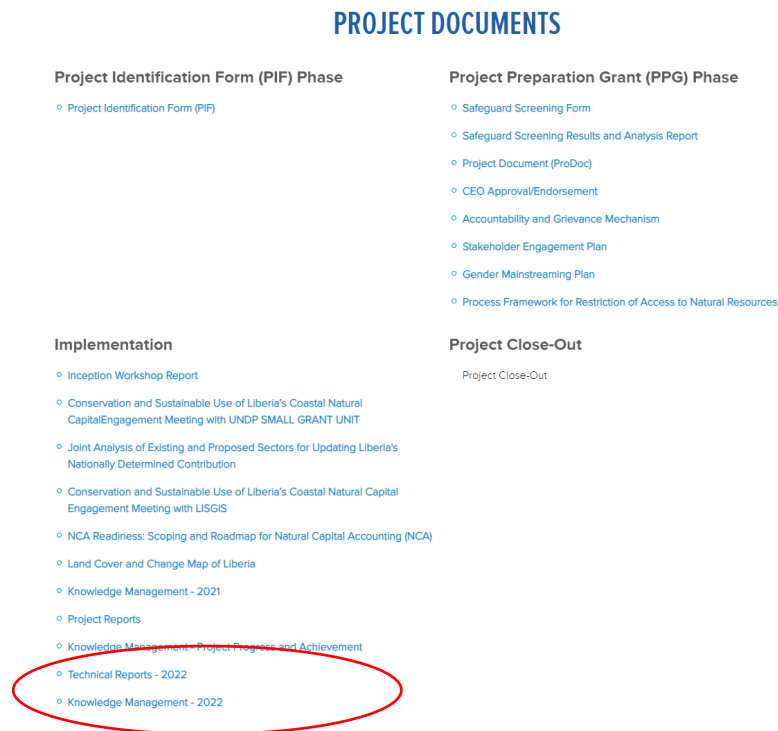 PROJECT DOCUMENTS
Project Identification Form (PIF) Phase
Project Identification Form (PIF)
Project Preparation Grant (PPG) Phase
Safeguard Screening Form
Safeguard Screening Results and Analysis Report
Project Document (ProDoc)
CEO Approval/Endorsement
Accountability and Grievance Mechanism
Stakeholder Engagement Plan
Gender Mainstreaming Plan
Process Framework for Restriction of Access to Natural Resources
Implementation
Inception Workshop Report
Conservation and Sustainable Use of Liberia's Coastal Natural
CapitalEngagement Meeting with UNDP SMALL GRANT UNIT
Joint Analysis of Existing and Proposed Sectors for Updating Liberia's
Nationally Determined Contribution
Conservation and Sustainable Use of Liberia's Coastal Natural Capital
Engagement Meeting with LISGIS
NCA Readiness: Scoping and Roadmap for Natural Capital Accounting (NCA)
Land Cover and Change Map of Liberia
Knowledge Management - 2021
Project Reports
Knowledge Management - Project Progress and Achievement
Technical Reports - 2022
Knowledge Management - 2022
Project Close-Out
Project Close-Out